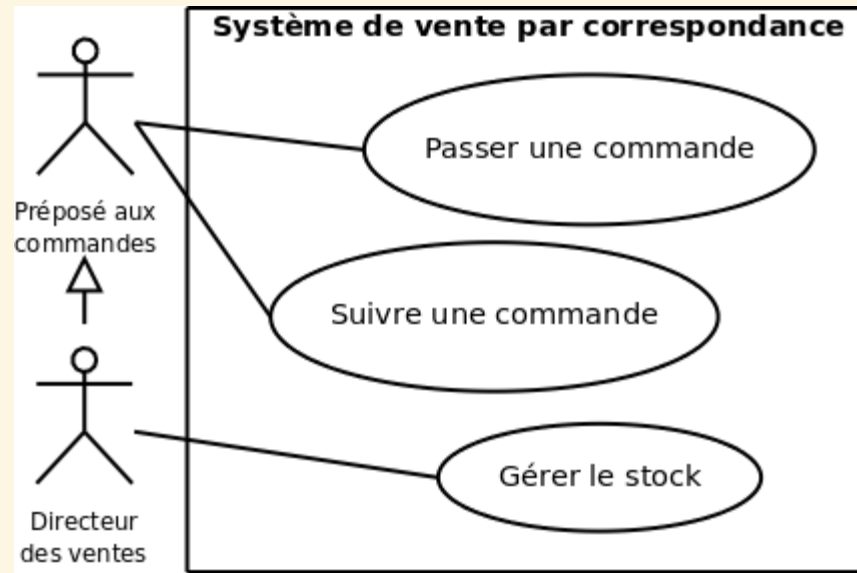 Système de vente par correspondance
Passer une commande
Préposé aux
commandes
Suivre une commande
Gérer le stock
Directeur
des ventes